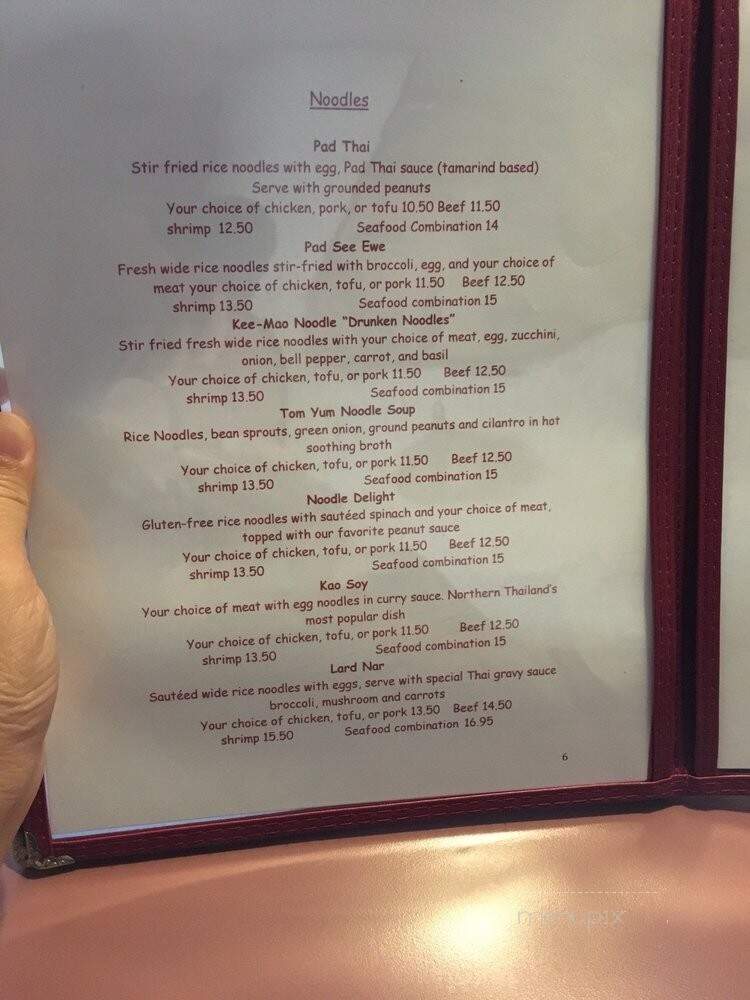 Noodles
Pad Thai
Stir fried rice noodles with egg, Pad Thai sauce (tamarind based)
Serve with grounded peanuts
Your choice of chicken, pork, or tofu 10.50 Beef 11.50
shrimp 12.50 Seafood Combination 14
Pad See Ewe
Fresh wide rice noodles stir-fried with broccoli, egg, and your choice of
meat your choice of chicken, tofu, or pork 11.50 Beef 12.50
shrimp 13.50 Seafood combination 15
Kee-Mao Noodle "Drunken Noodles"
Stir fried fresh wide rice noodles with your choice of meat, egg, zucchini,
onion, bell pepper, carrot, and basil
Your choice of chicken, tofu, or pork 11.50 Beef 12.50
shrimp 13.50 Seafood combination 15
Tom Yum Noodle Soup
Rice Noodles, bean sprouts, green onion, ground peanuts and cilantro in hot
soothing broth
Your choice of chicken, tofu, or pork 11.50 Beef 12.50
shrimp 13.50 Seafood combination 15
Noodle Delight
Gluten-free rice noodles with sautéed spinach and your choice of meat,
topped with our favorite peanut sauce
Your choice of chicken, tofu, or pork 11.50 Beef 12.50
shrimp 13.50 Seafood combination 15
Kao Soy
Your choice of meat with egg noodles in curry sauce. Northern Thailand's
most popular dish
Your choice of chicken, tofu, or pork 11.50 Beef 12.50
shrimp 13.50 Seafood combination 15
Lard Nar
Sautéed wide rice noodles with eggs, serve with special Thai gravy sauce
broccoli, mushroom and carrots
Your choice of chicken, tofu, or pork 13.50 Beef 14.50
shrimp 15.50 Seafood combination 16.95
6
menupix